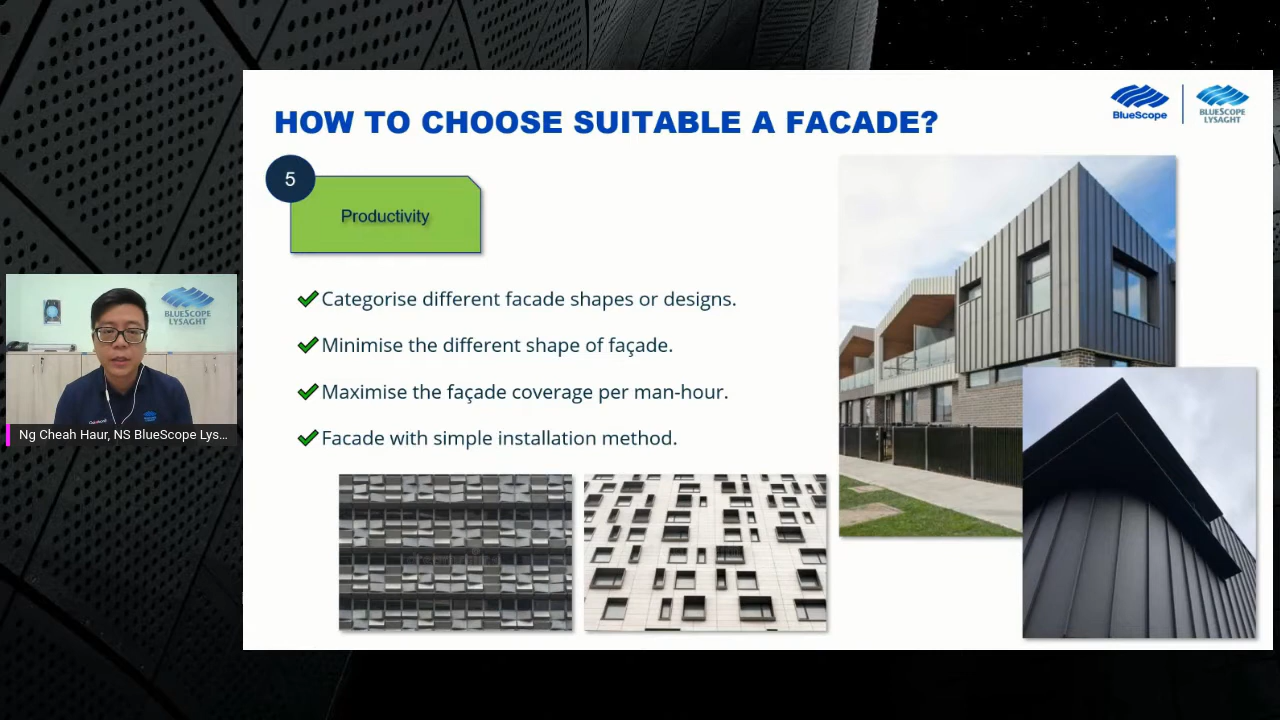 HOW TO CHOOSE SUITABLE A FACADE?
BlueScope
BLUESCOPE
LYSAGHT
5
Productivity
Categorise different facade shapes or designs.
Minimise the different shape of façade.
Maximise the façade coverage per man-hour.
Facade with simple installation method.
BLUESCOPE
LYSAGHT
Ng Cheah Haur, NS BlueScope Lys...